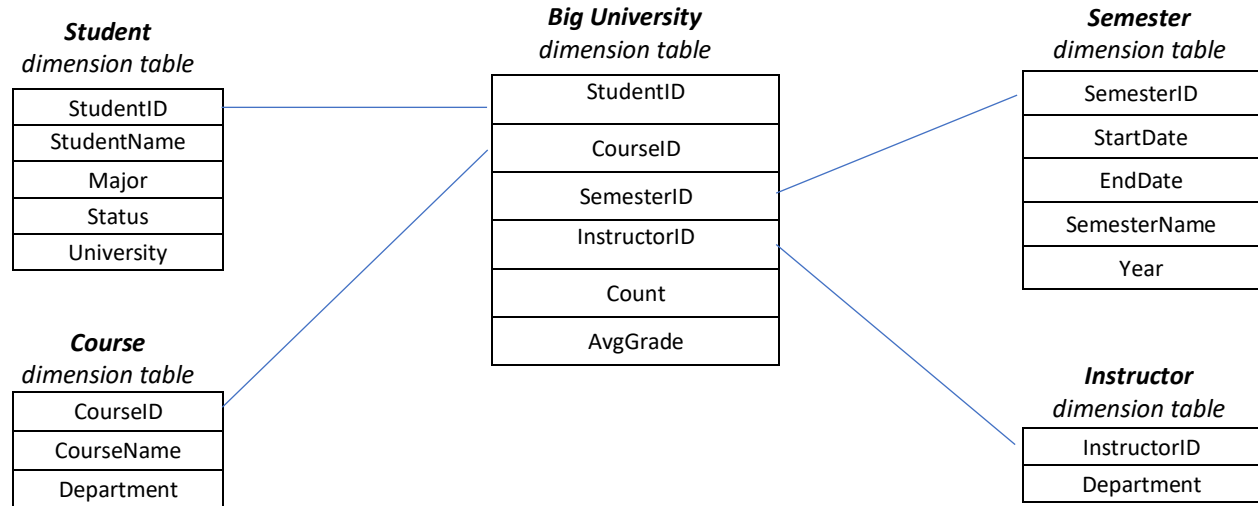 Student
dimension table
StudentID
StudentName
Major
Status
University
Course
dimension table
CourseID
CourseName
Department
Big University
dimension table
StudentID
CourseID
SemesterID
InstructorID
Count
AvgGrade
Semester
dimension table
SemesterID
StartDate
EndDate
SemesterName
Year
Instructor
dimension table
InstructorID
Department